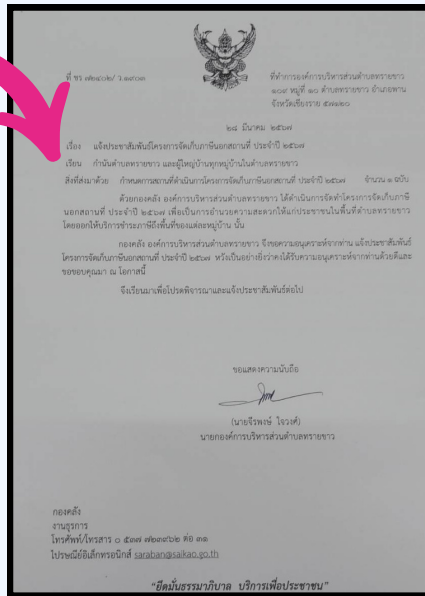 ที่ ชร ๗๒๔๐๒/ ว.๑๙๐๓
ที่ทำการองค์การบริหารส่วนตำบลทรายขาว
๑๐๙ หมู่ที่ ๑๐ ตำบลทรายขาว อำเภอพาน
จังหวัดเชียงราย ๕๗๑๒๐
๒๘ มีนาคม ๒๕๖๗
เรื่อง แจ้งประชาสัมพันธ์โครงการจัดเก็บภาษีนอกสถานที่ ประจำปี ๒๕๖๗
เรียน กำนันตำบลทรายขาว และผู้ใหญ่บ้านทุกหมู่บ้านในตำบลทรายขาว
สิ่งที่ส่งมาด้วย กำหนดการสถานที่ดำเนินการโครงการจัดเก็บภาษีนอกสถานที่ ประจำปี ๒๕๖๗ จำนวน ๑ ฉบับ
ด้วยกองคลัง องค์การบริหารส่วนตำบลทรายขาว ได้ดำเนินการจัดทำโครงการจัดเก็บภาษี
นอกสถานที่ ประจำปี ๒๕๖๗ เพื่อเป็นการอำนวยความสะดวกให้แก่ประชาชนในพื้นที่ตำบลทรายขาว
โดยออกให้บริการชำระภาษีถึงพื้นที่ของแต่ละหมู่บ้าน นั้น
กองคลัง องค์การบริหารส่วนตำบลทรายขาว จึงขอความอนุเคราะห์จากท่าน แจ้งประชาสัมพันธ์
โครงการจัดเก็บภาษีนอกสถานที่ ประจำปี ๒๕๖๗ หวังเป็นอย่างยิ่งว่าคงได้รับความอนุเคราะห์จากท่านด้วยดีและ
ขอขอบคุณมา ณ โอกาสนี้
จึงเรียนมาเพื่อโปรดพิจารณาและแจ้งประชาสัมพันธ์ต่อไป
ขอแสดงความนับถือ
(นายจีรพงษ์ ใจวงศ์)
นายกองค์การบริหารส่วนตำบลทรายขาว
กองคลัง
งานธุรการ
โทรศัพท์/โทรสาร ๐ ๕๓๗ ๗๒๓๙๖๒ ต่อ ๓๑
ไปรษณีย์อิเล็กทรอนิกส์ saraban@saikao.go.th
"ยึดมั่นธรรมาภิบาล บริการเพื่อประชาชน"